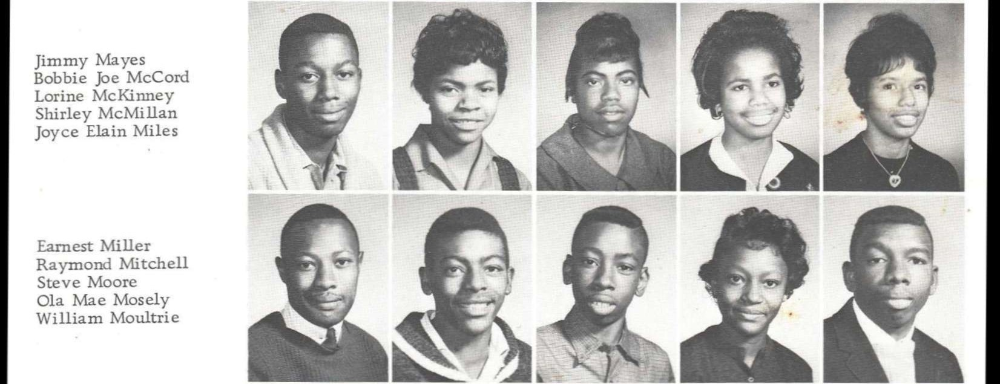 Jimmy Mayes
Bobbie Joe McCord
Lorine McKinney
Shirley McMillan
Joyce Elain Miles
Earnest Miller
Raymond Mitchell
Steve Moore
Ola Mae Mosely
William Moultrie